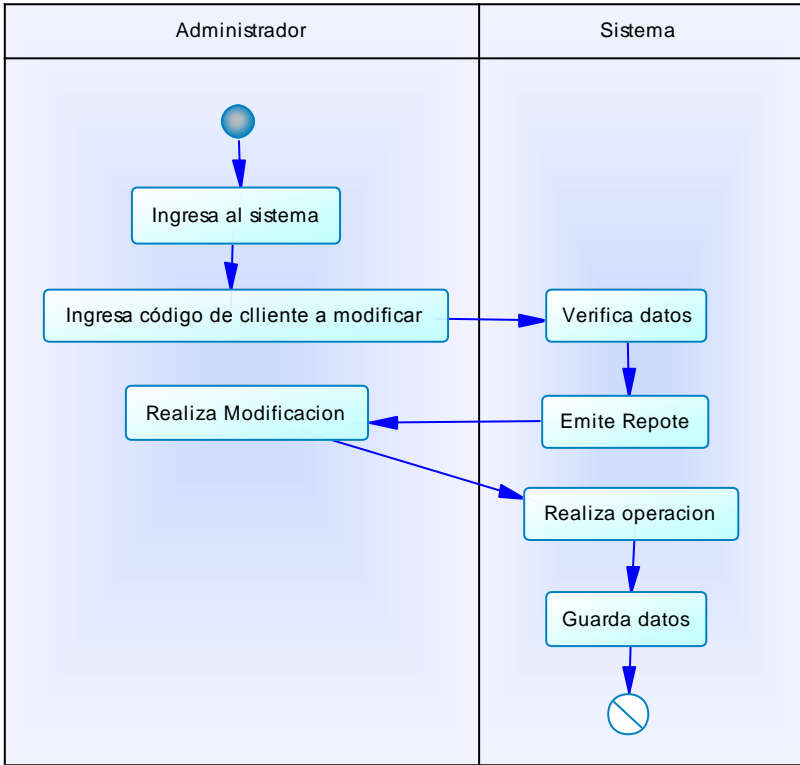 Administrador
Sistema
Ingresa al sistema
Ingresa código de clliente a modificar
Verifica datos
Realiza Modificacion
Emite Repote
Realiza operacion
Guarda datos